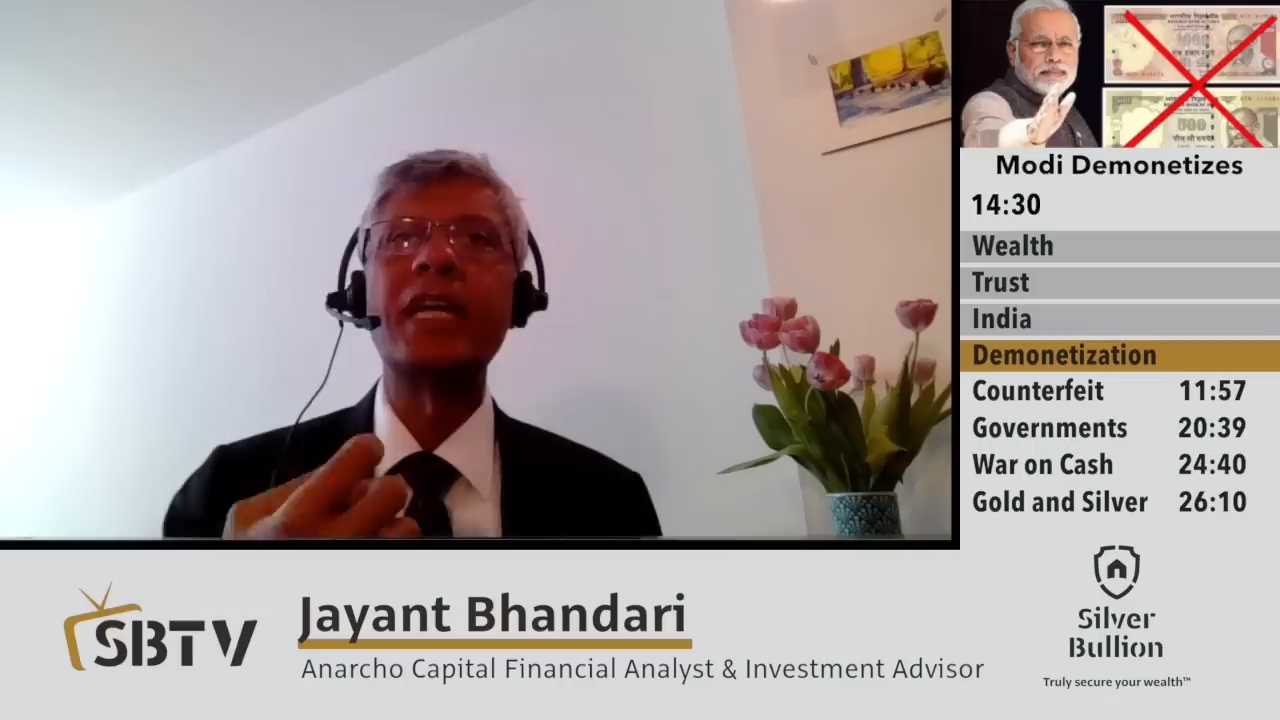 1000
500
Modi Demonetizes
14:30
Wealth
Trust
India
Demonetization
Counterfeit 11:57
Governments 20:39
War on Cash 24:40
Gold and Silver 26:10
SBTV
Jayant Bhandari
Anarcho Capital Financial Analyst & Investment Advisor
Silver
Bullion
Truly secure your wealth™